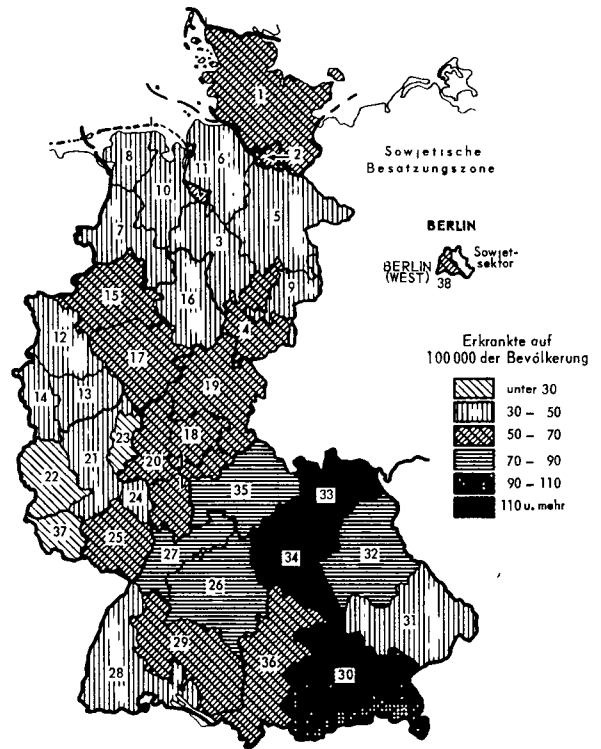 1
2
Sowjetische
Besatzungszone
8
6
11
10
5
7
3
BERLIN
Sowjet-
sektor
BERLIN
(WEST)
38
9
15
16
4
12
17
Erkrankte auf
100 000 der Bevölkerung
19
14
13
unter 30
30 – 50
23
18
50 – 70
21
20
70 – 90
22
24
35
33
90 – 110
110 u. mehr
37
25
27
34
32
26
31
29
36
30
28